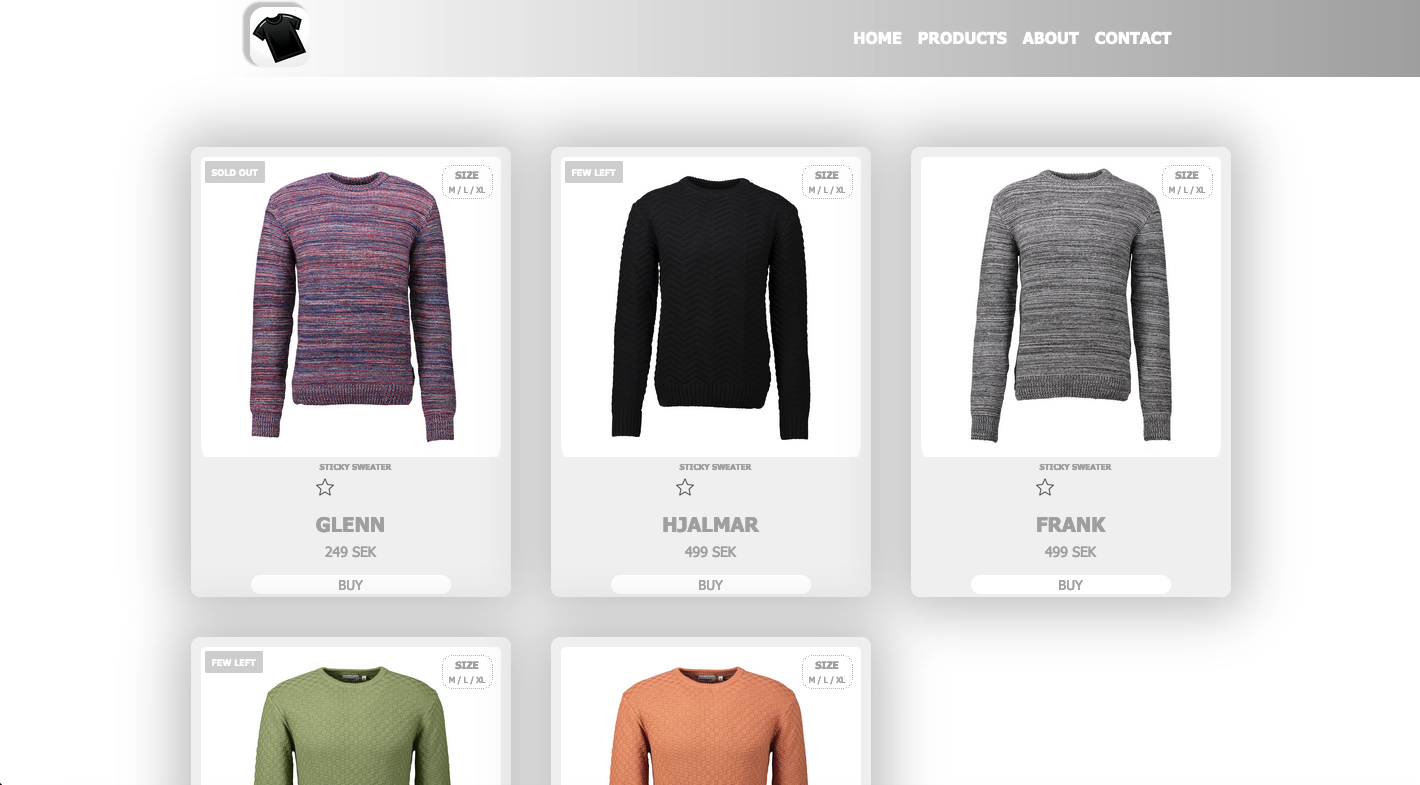 HOME PRODUCTS ABOUT CONTACT
SOLD OUT
SIZE
M / L / XL
STICKY SWEATER
GLENN
249 SEK
BUY
FEW LEFT
SIZE
M / L / XL
STICKY SWEATER
HJALMAR
499 SEK
BUY
SIZE
M / L / XL
STICKY SWEATER
FRANK
499 SEK
BUY
FEW LEFT
SIZE
M / L / XL
SIZE
M / L / XL